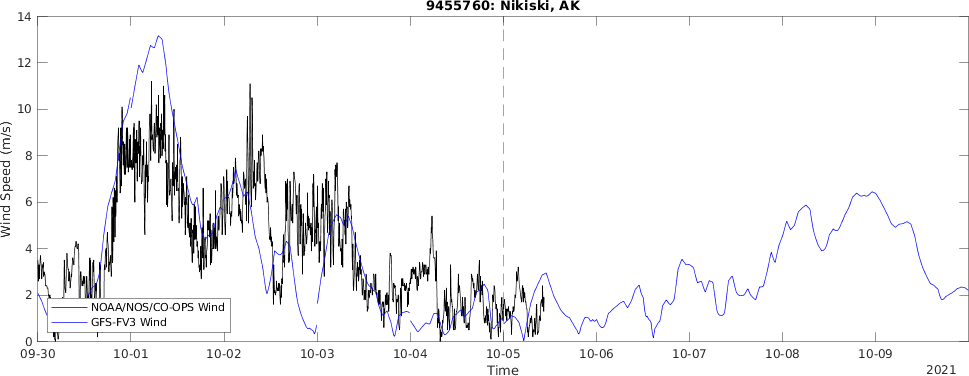 9455760: Nikiski, AK
Wind Speed (m/s)
14
12
10
8
6
4
2
0
NOAA/NOS/CO-OPS Wind
GFS-FV3 Wind
09-30 10-01 10-02 10-03 10-04 10-05 10-06 10-07 10-08 10-09
Time
2021